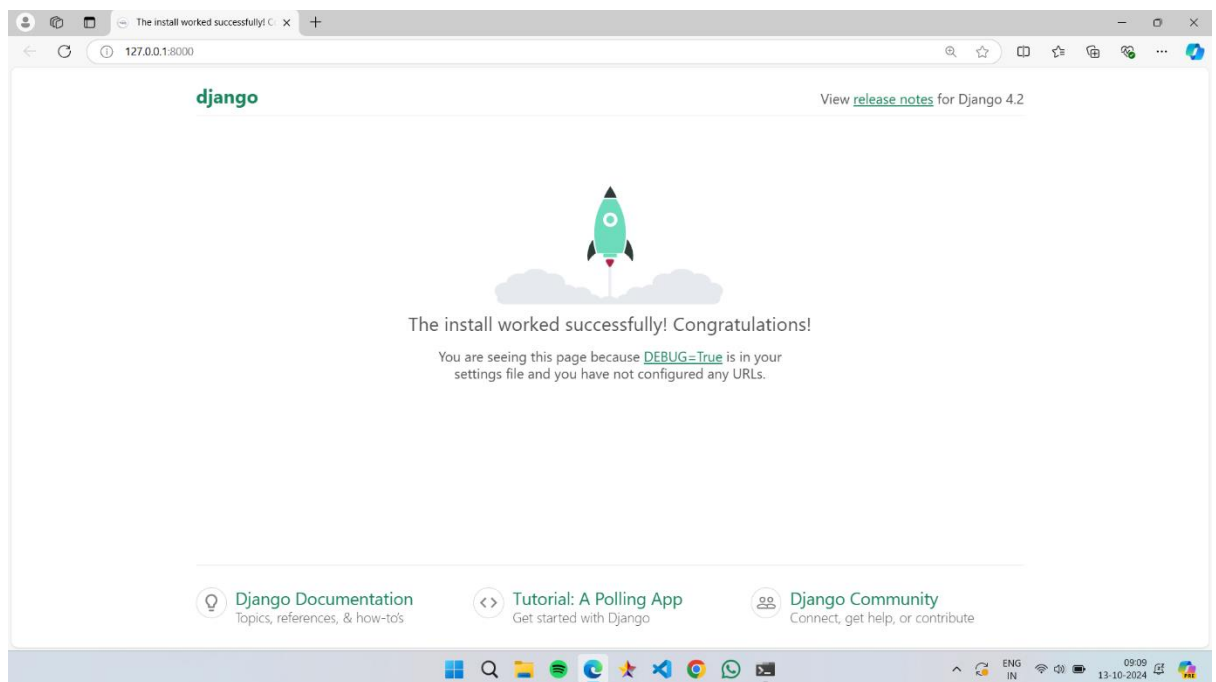 The install worked successfully! C
127.0.0.1:8000
django
View release notes for Django 4.2
The install worked successfully! Congratulations!
You are seeing this page because DEBUG=True is in your
settings file and you have not configured any URLs.
Django Documentation
Topics, references, & how-to's
Tutorial: A Polling App
Get started with Django
Django Community
Connect, get help, or contribute
ENG
IN
09:09
13-10-2024
PRE